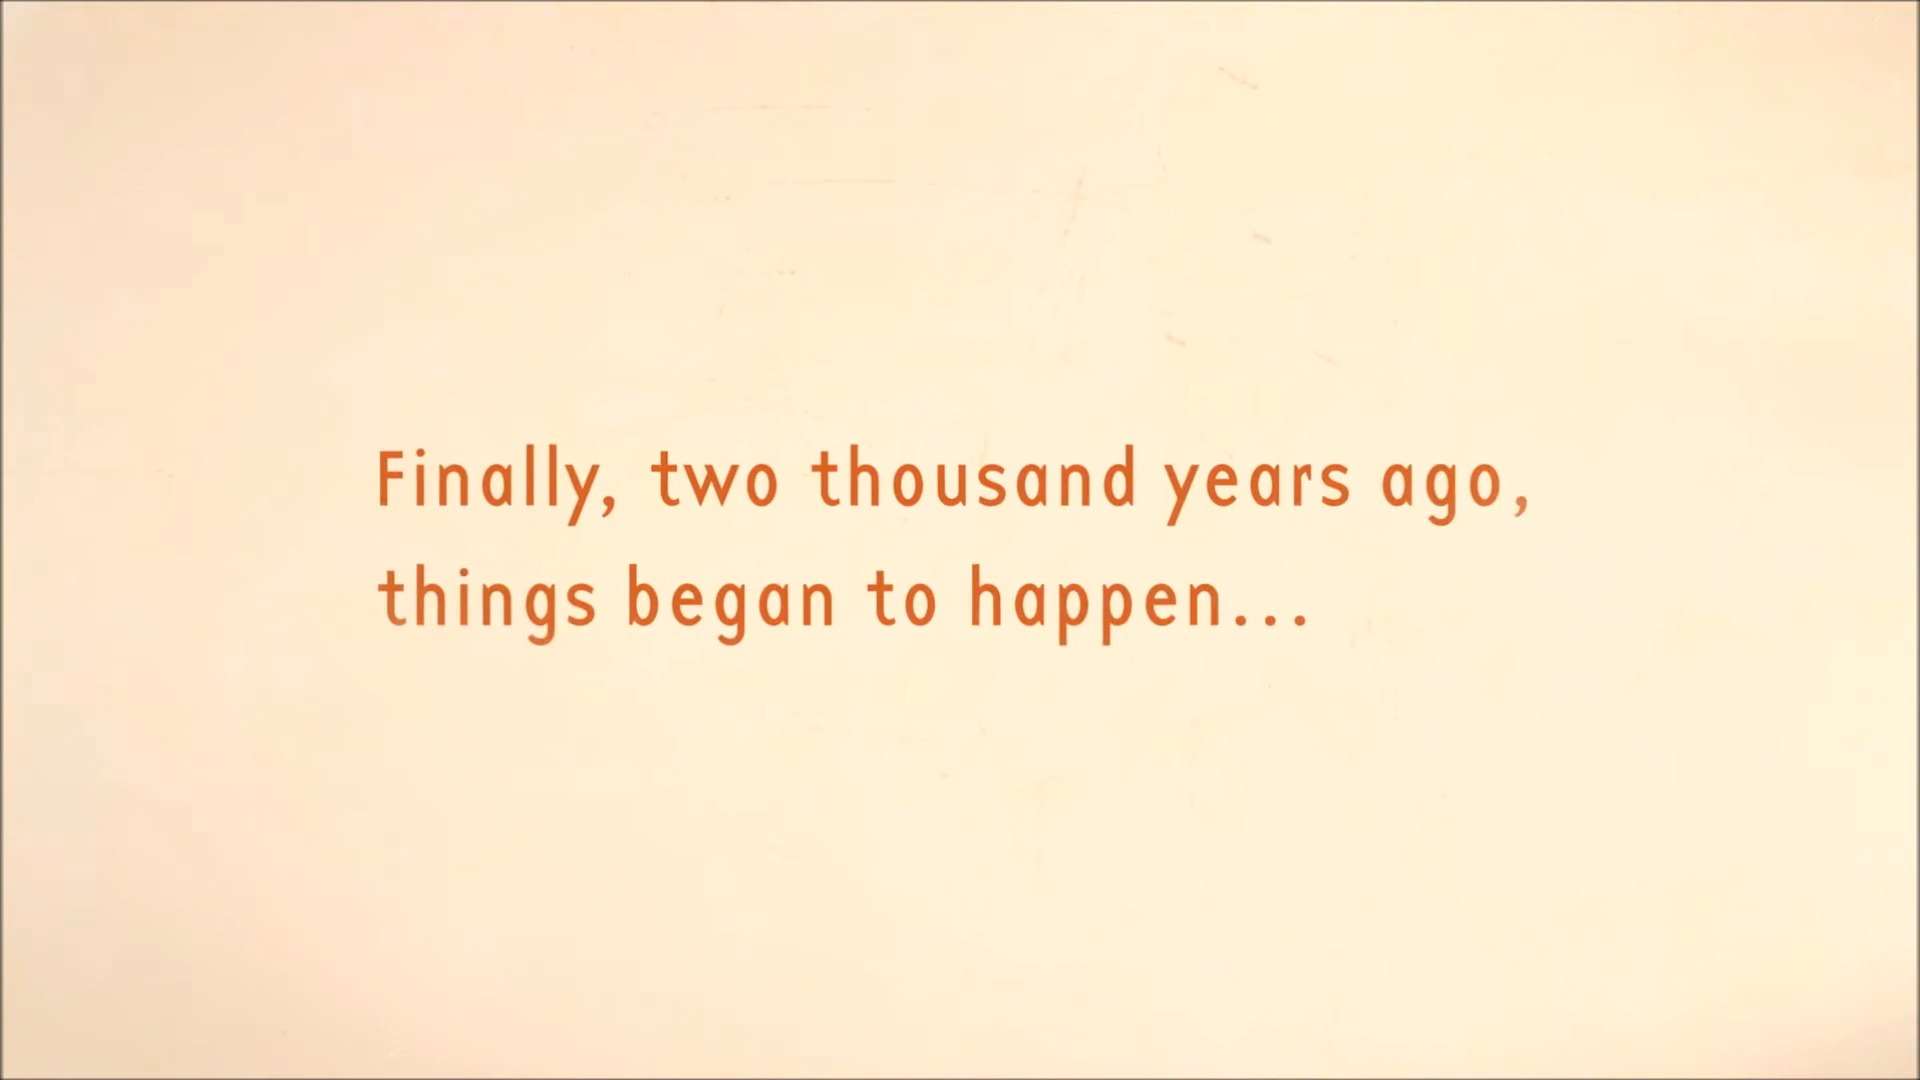 Finally, two thousand years ago,
things began to happen...